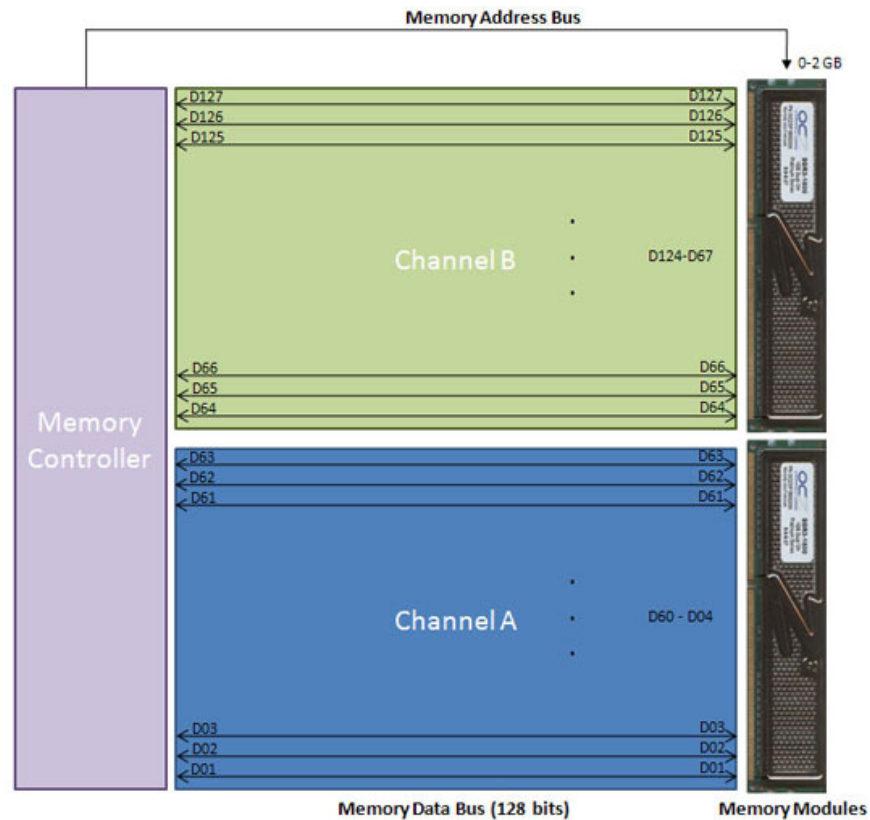 Memory Address Bus
0-2 GB
D127 D127
D126 D126
D125 D125
Channel B
D124-D67
D66 D66
D65 D65
D64 D64
Memory
Controller
D63 D63
D62 D62
D61 D61
Channel A
D60 - D04
D03 D03
D02 D02
D01 D01
Memory Data Bus (128 bits)
Memory Modules